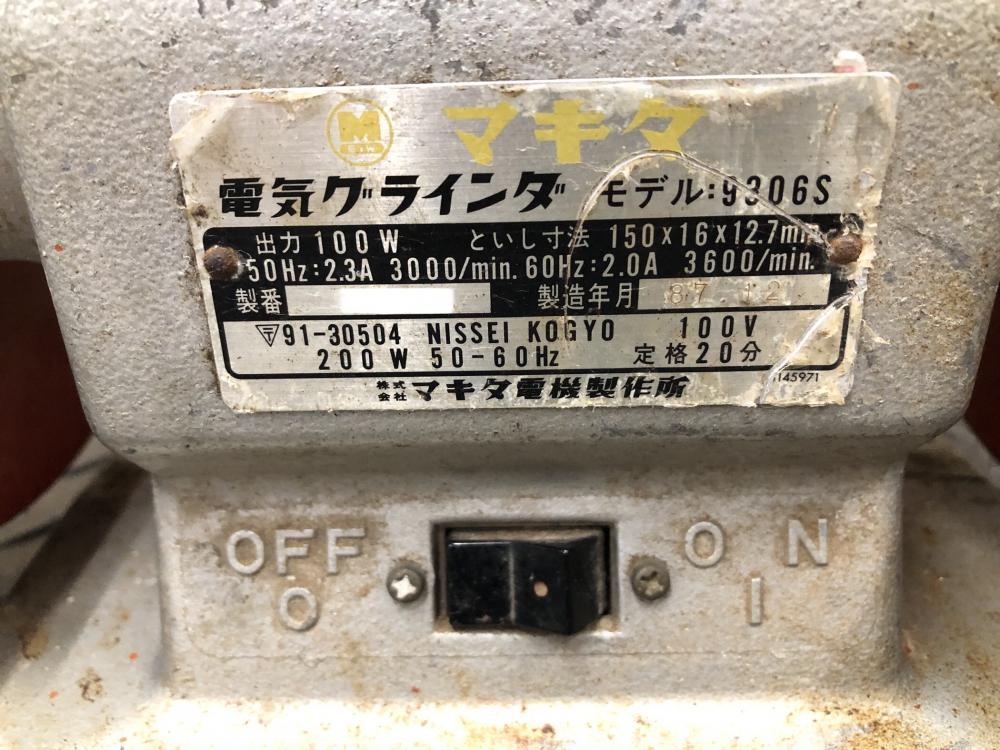 M
E.W
マキタ
電気グラインダ モデル:9306S
出力 100W といし寸法 150×16×12.7mm
50Hz:2.3A 3000/min. 60Hz:2.0A 3600/min.
製番 製造年月 87.12
〒91-30504 NISSEI KOGYO 100V
200W 50-60Hz 定格20分
株式会社 マキタ電機製作所 145971
OFF ON
O I